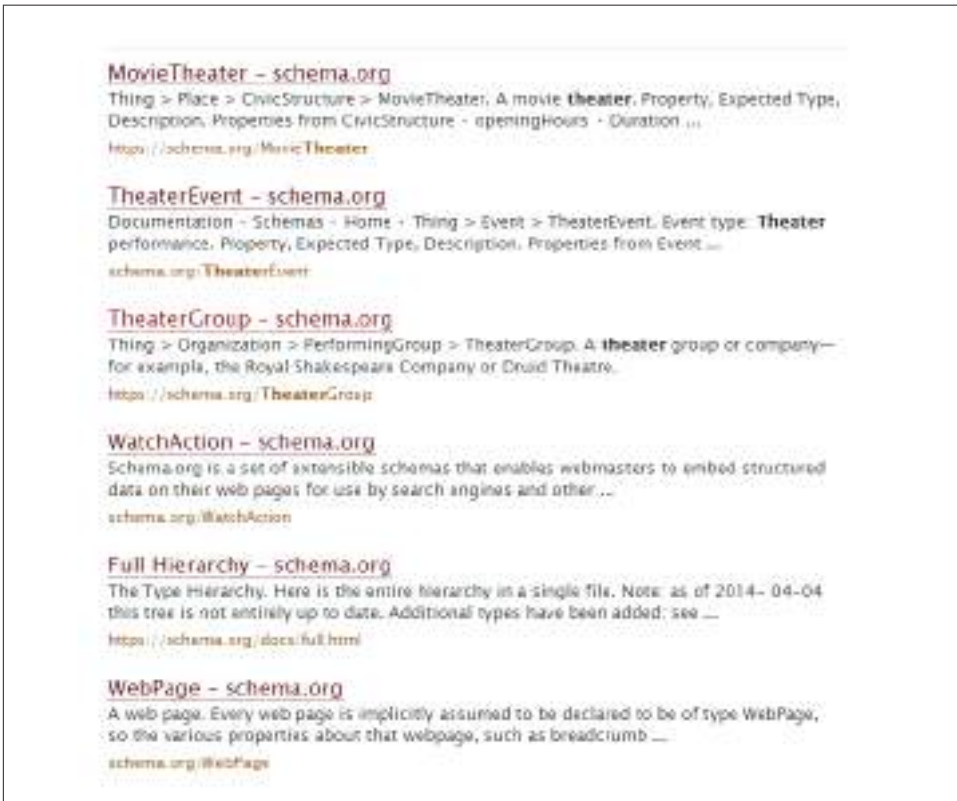 MovieTheater – schema.org
Thing > Place > CivicStructure > MovieTheater. A movie theater. Property, Expected Type,
Description. Properties from CivicStructure - openingHours - Duration ...
https://schema.org/MovieTheater
TheaterEvent – schema.org
Documentation - Schemas - Home - Thing > Event > TheaterEvent. Event type: Theater
performance. Property, Expected Type, Description. Properties from Event ...
schema.org/TheaterEvent
TheaterGroup – schema.org
Thing > Organization > PerformingGroup > TheaterGroup. A theater group or company—
for example, the Royal Shakespeare Company or Druid Theatre.
https://schema.org/TheaterGroup
WatchAction – schema.org
Schema.org is a set of extensible schemas that enables webmasters to embed structured
data on their web pages for use by search engines and other ...
schema.org/WatchAction
Full Hierarchy – schema.org
The Type Hierarchy. Here is the entire hierarchy in a single file. Note: as of 2014– 04–04
this tree is not entirely up to date. Additional types have been added; see ...
https://schema.org/docs/full.html
WebPage – schema.org
A web page. Every web page is implicitly assumed to be declared to be of type WebPage,
so the various properties about that webpage, such as breadcrumb ...
schema.org/WebPage